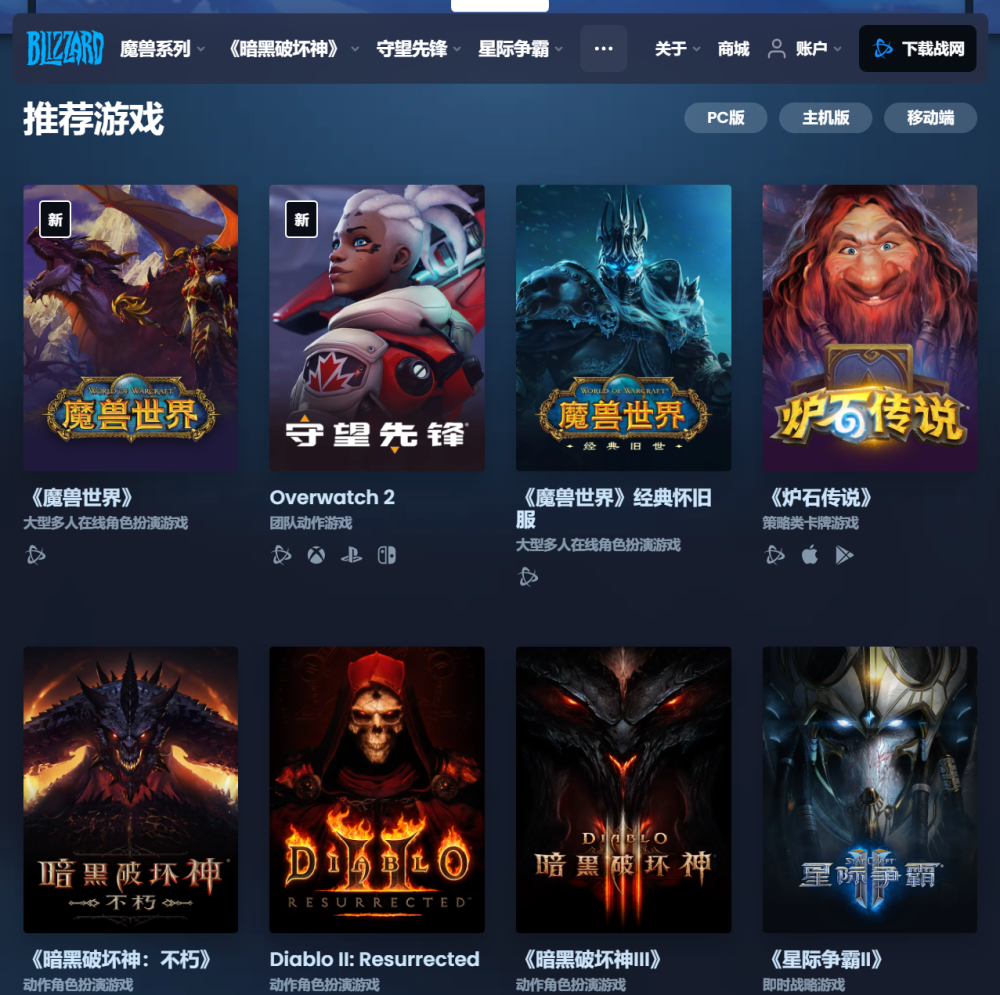 BLIZZARD 魔兽系列 《暗黑破坏神》 守望先锋 星际争霸 ... 关于 商城 账户 下载战网
推荐游戏 PC版 主机版 移动端
新
新
WORLD OF WARCRAFT
魔兽世界
守望先锋
WORLD OF WARCRAFT
魔兽世界
经典旧世
炉石传说
《魔兽世界》
大型多人在线角色扮演游戏
Overwatch 2
团队动作游戏
《魔兽世界》经典怀旧
服
大型多人在线角色扮演游戏
《炉石传说》
策略类卡牌游戏
暗黑破坏神
不朽
DIABLO
II
RESURRECTED
DIABLO
暗黑破坏神
III
STARCRAFT
星际争霸
II
《暗黑破坏神：不朽》
动作角色扮演游戏
Diablo II: Resurrected
动作角色扮演游戏
《暗黑破坏神III》
动作角色扮演游戏
《星际争霸II》
即时战略游戏